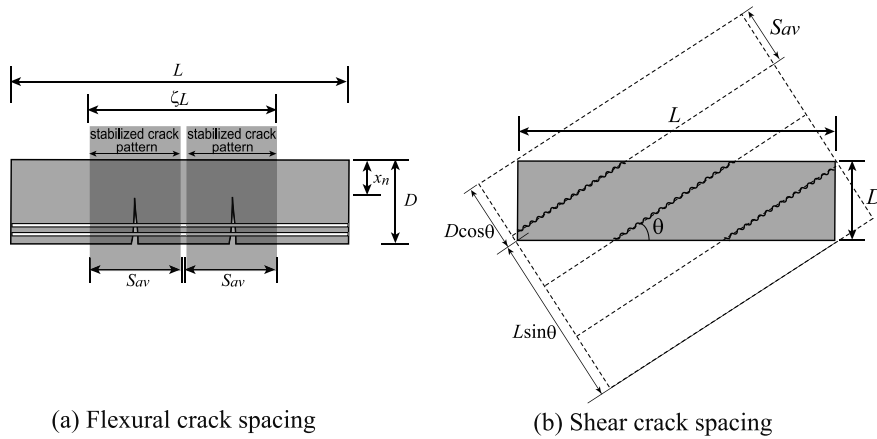 L
ζL
stabilized crack
pattern
stabilized crack
pattern
xn
D
Sav
Sav
(a) Flexural crack spacing
Sav
L
D
θ
Dcosθ
Lsinθ
(b) Shear crack spacing